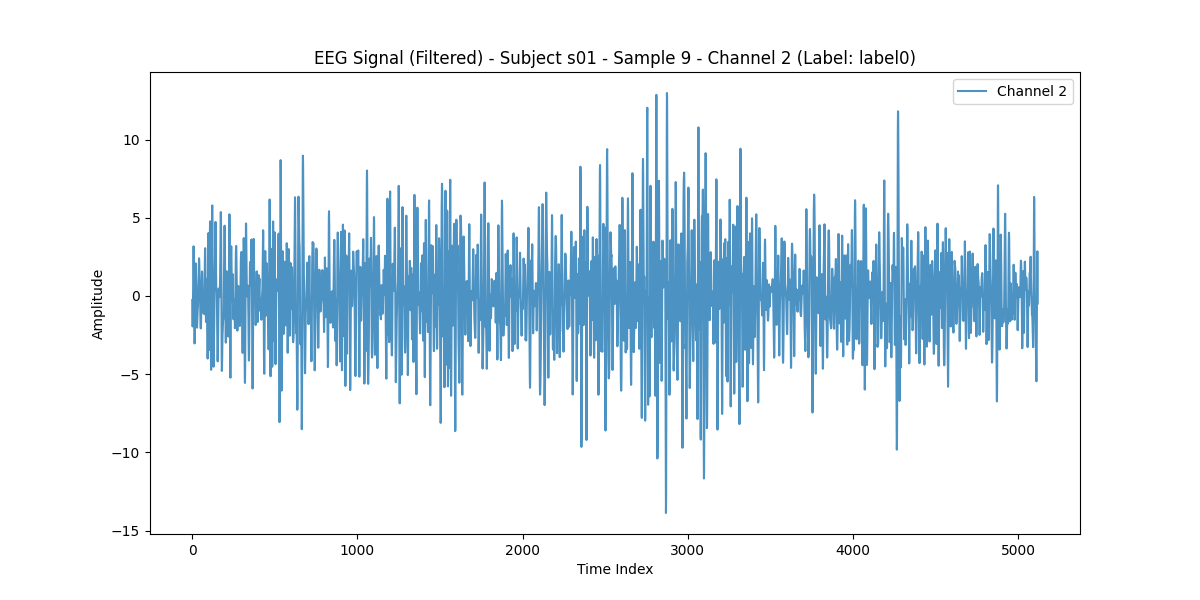 EEG Signal (Filtered) - Subject s01 - Sample 9 - Channel 2 (Label: label0)
Channel 2
Amplitude
10
5
0
−5
−10
−15
0 1000 2000 3000 4000 5000
Time Index